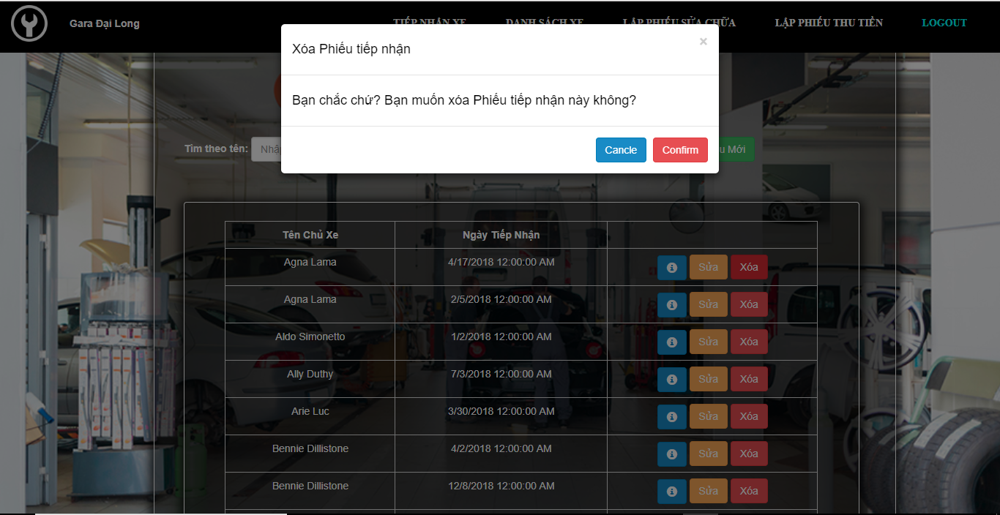 Gara Đại Long
TIẾP NHẬN XE
DANH SÁCH XE
LẬP PHIẾU SỬA CHỮA
LẬP PHIẾU THU TIỀN
LOGOUT
Xóa Phiếu tiếp nhận
×
Bạn chắc chứ? Bạn muốn xóa Phiếu tiếp nhận này không?
Cancle
Confirm
Tìm theo tên:
Mới
Tên Chủ Xe
Ngày Tiếp Nhận
Agna Lama 4/17/2018 12:00:00 AM Sửa Xóa
Agna Lama 2/5/2018 12:00:00 AM Sửa Xóa
Aldo Simonetto 1/2/2018 12:00:00 AM Sửa Xóa
Ally Duthy 7/3/2018 12:00:00 AM Sửa Xóa
Arie Luc 3/30/2018 12:00:00 AM Sửa Xóa
Bennie Dillistone 4/2/2018 12:00:00 AM Sửa Xóa
Bennie Dillistone 12/8/2018 12:00:00 AM Sửa Xóa